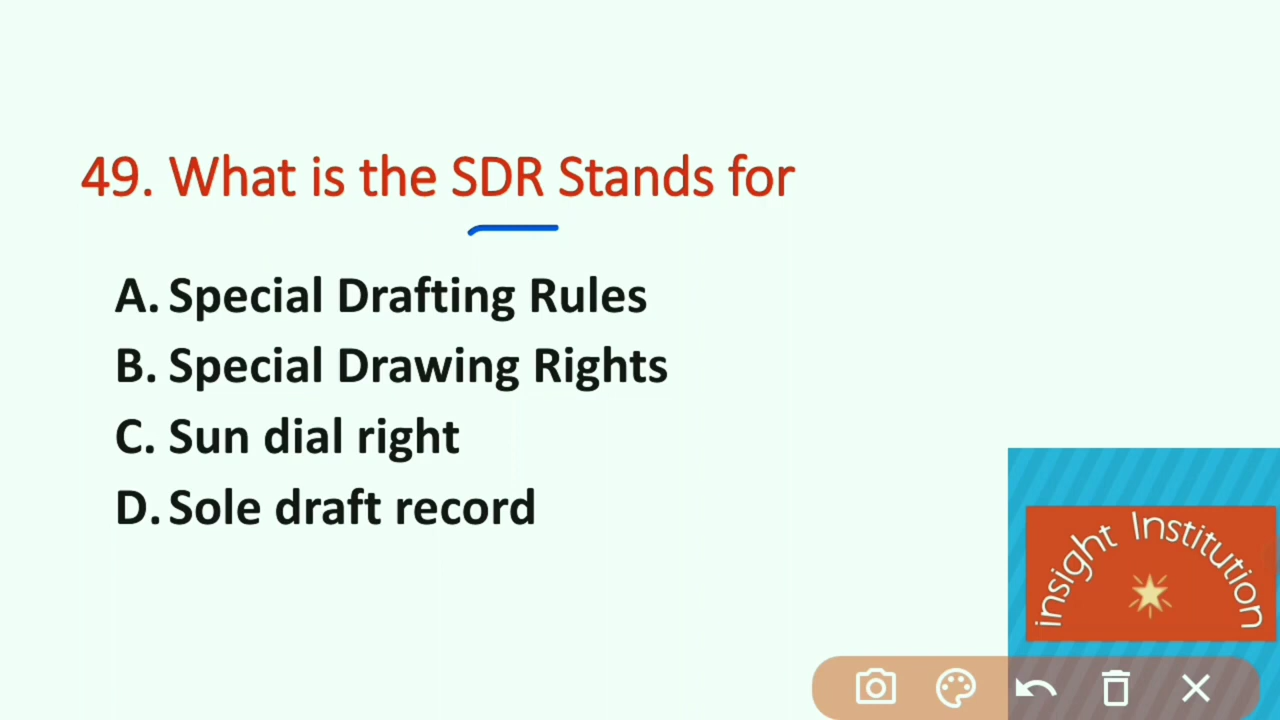 49. What is the SDR Stands for
A. Special Drafting Rules
B. Special Drawing Rights
C. Sun dial right
D. Sole draft record
insight Institution